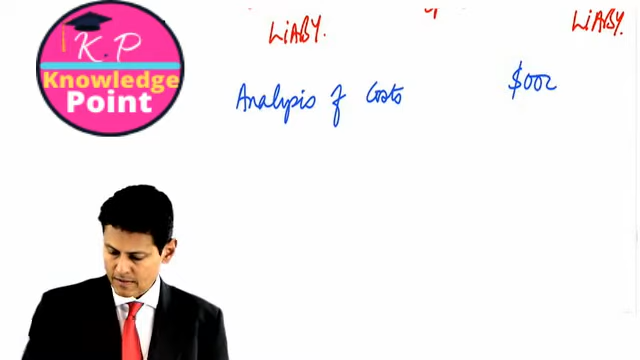 LiABY.
LiABY.
K.P
Knowledge
Point
Analysis of Costs
$000